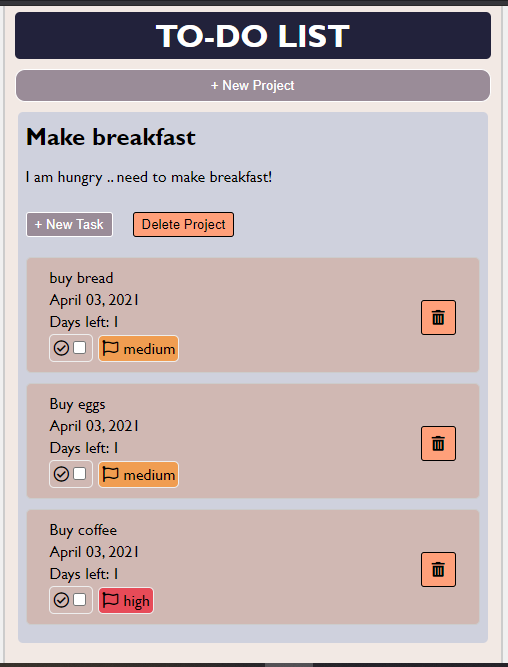 TO-DO LIST
+ New Project
Make breakfast
I am hungry .. need to make breakfast!
+ New Task Delete Project
buy bread
April 03, 2021
Days left: 1
medium
Buy eggs
April 03, 2021
Days left: 1
medium
Buy coffee
April 03, 2021
Days left: 1
high